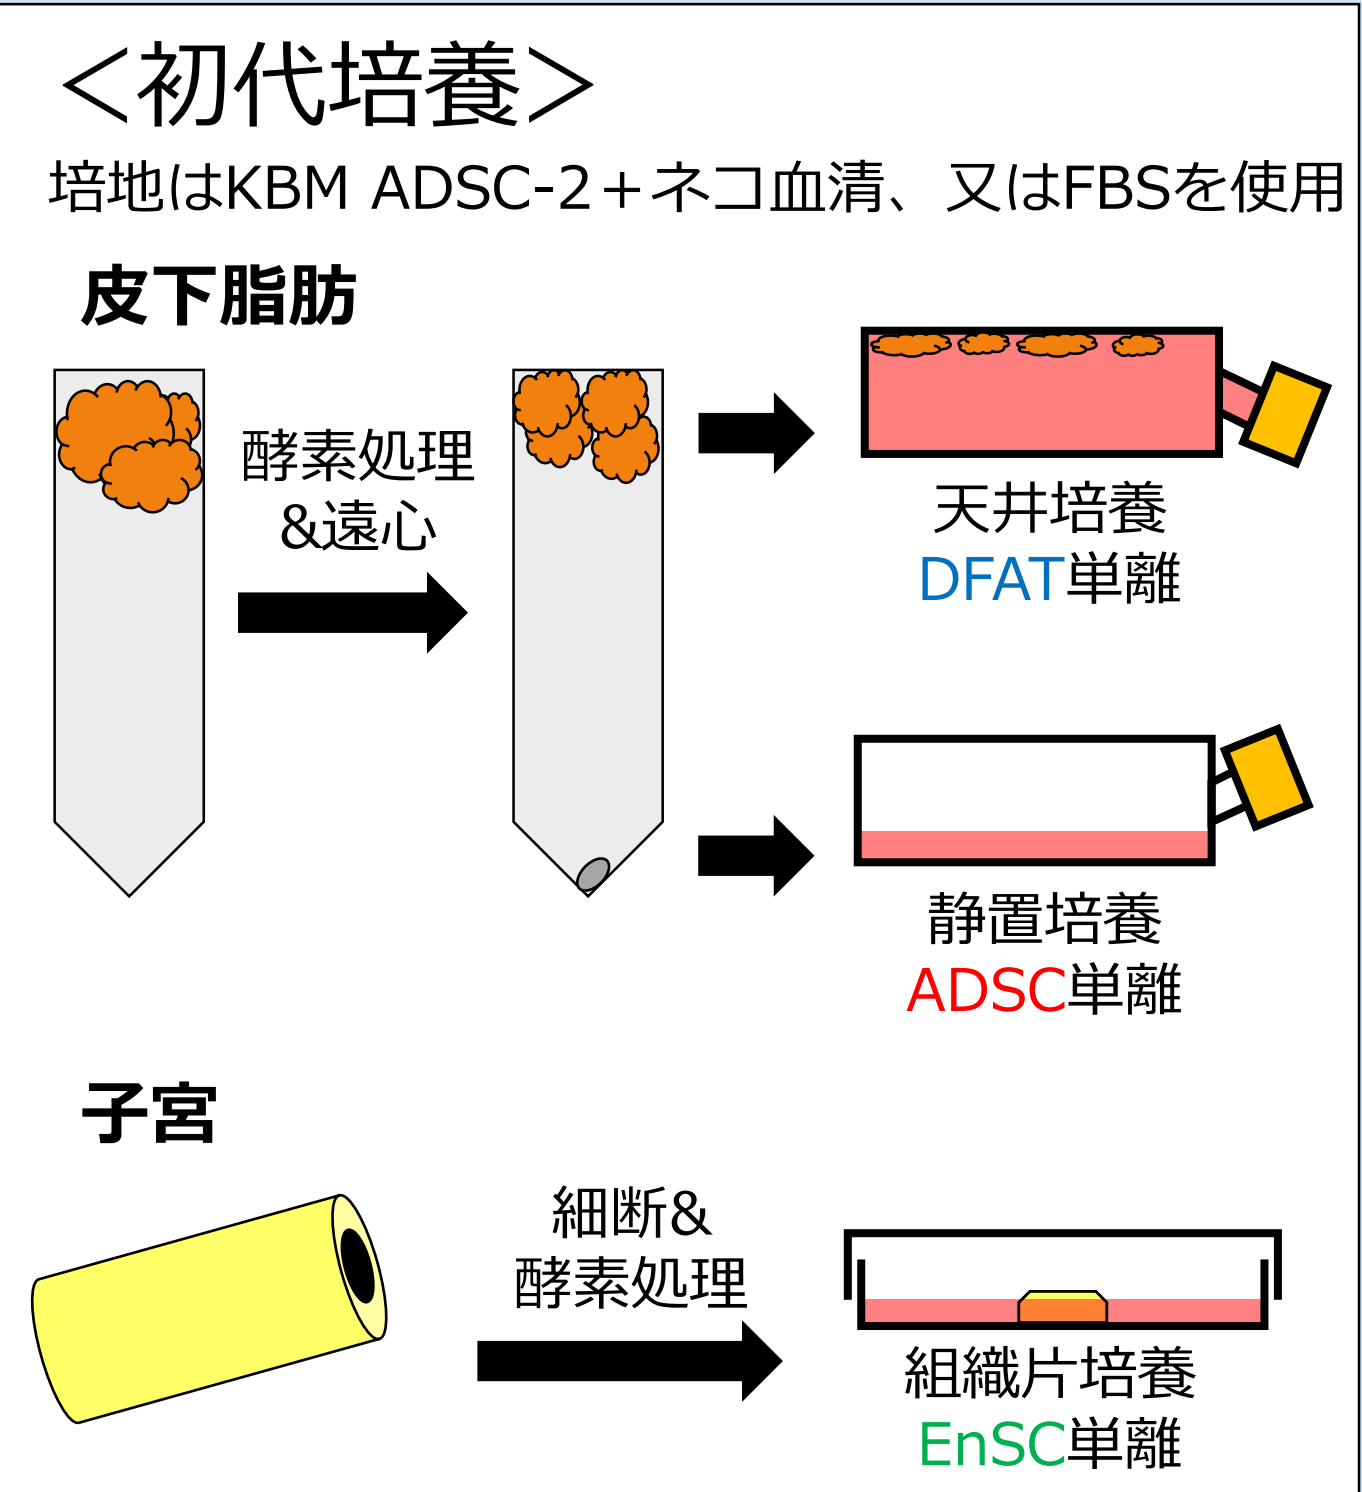 ＜初代培養＞
培地はKBM ADSC-2＋ネコ血清、又はFBSを使用
皮下脂肪
酵素処理
&遠心
天井培養
DFAT単離
静置培養
ADSC単離
子宮
細断&
酵素処理
組織片培養
EnSC単離